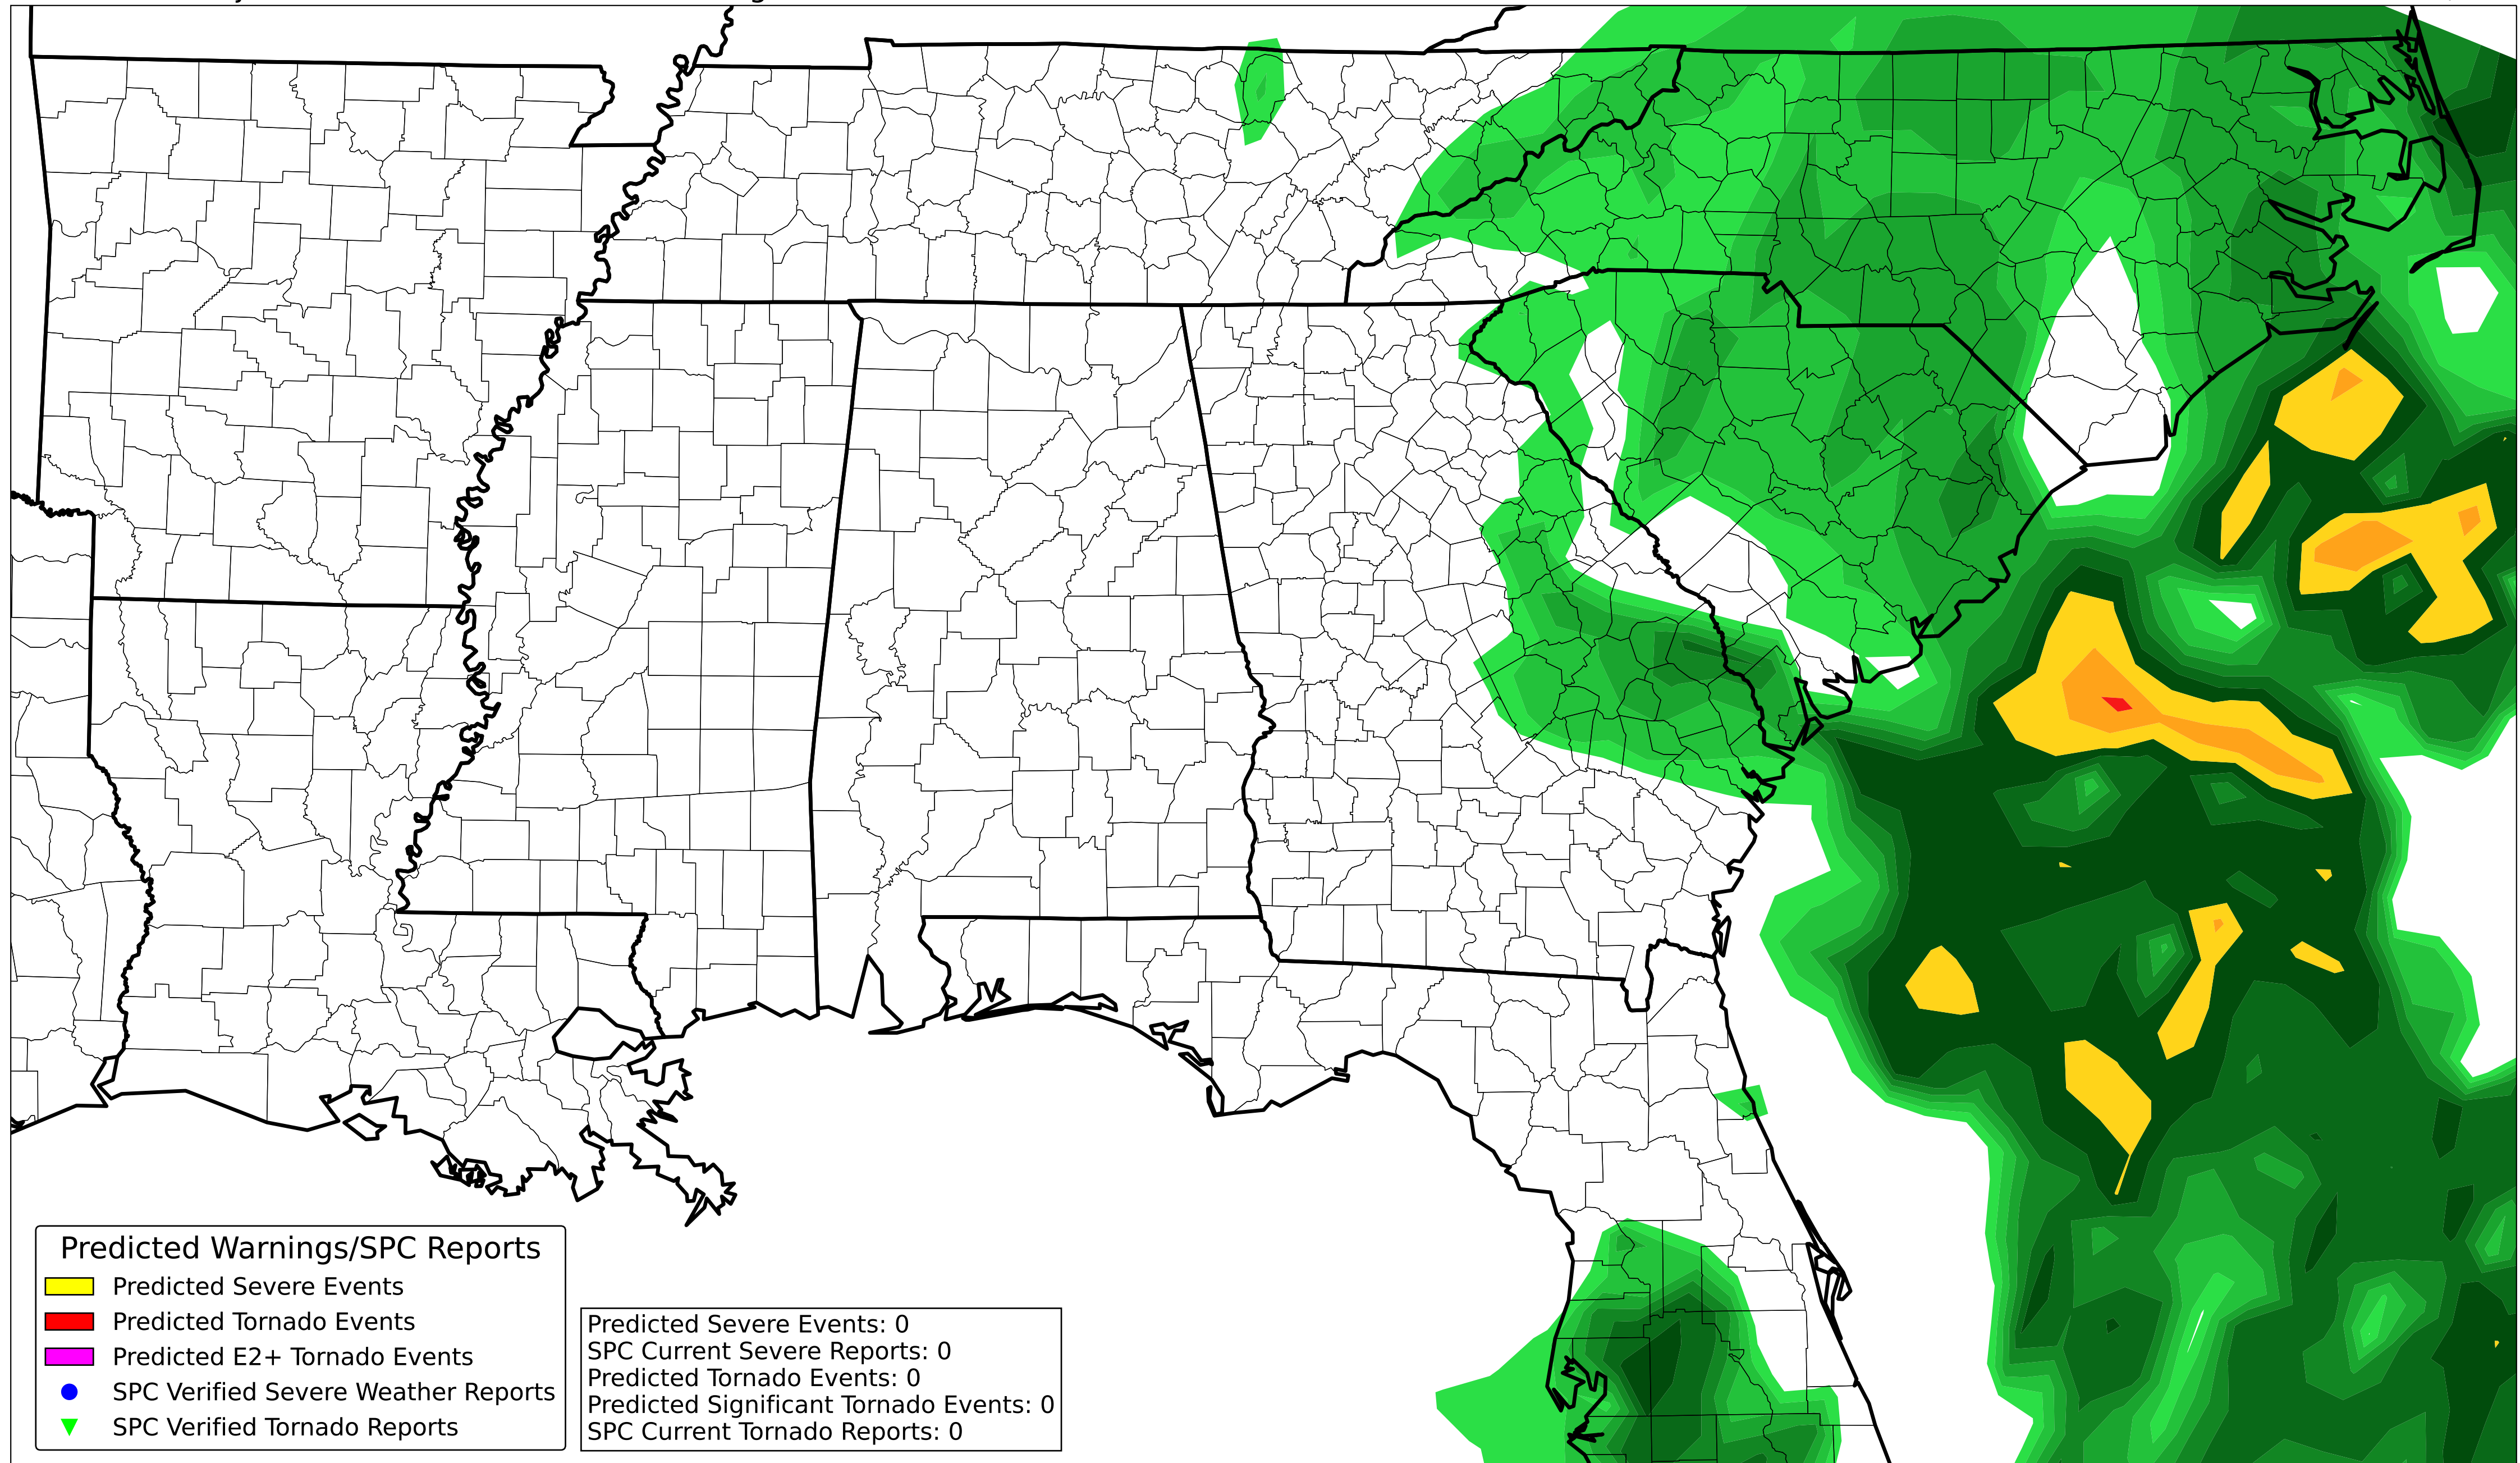 Predicted Warnings/SPC Reports
Predicted Severe Events
Predicted Tornado Events
Predicted E2+ Tornado Events
SPC Verified Severe Weather Reports
SPC Verified Tornado Reports
Predicted Severe Events: 0
SPC Current Severe Reports: 0
Predicted Tornado Events: 0
Predicted Significant Tornado Events: 0
SPC Current Tornado Reports: 0